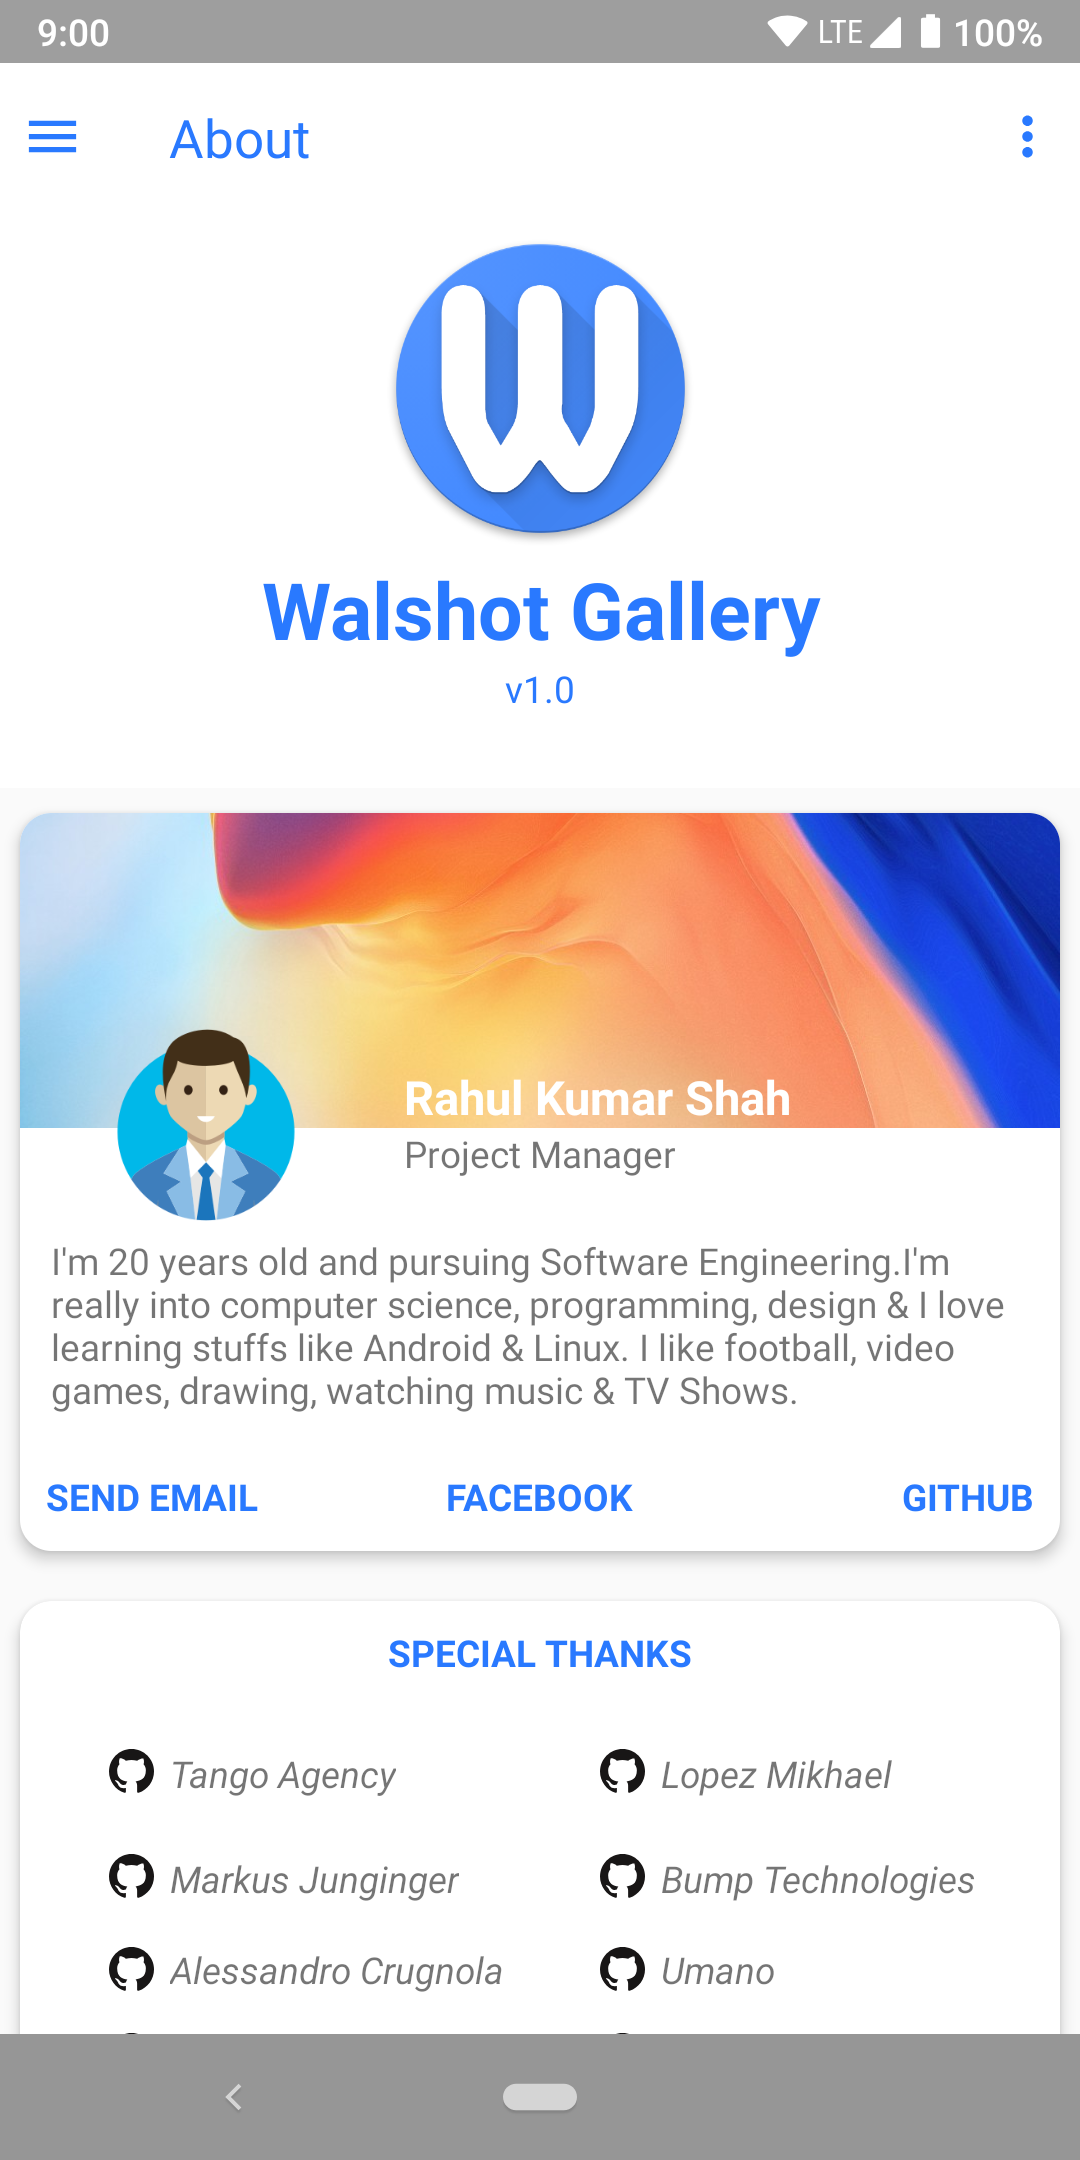 9:00
LTE
100%
About
W
Walshot Gallery
v1.0
Rahul Kumar Shah
Project Manager
I'm 20 years old and pursuing Software Engineering.I'm
really into computer science, programming, design & I love
learning stuffs like Android & Linux. I like football, video
games, drawing, watching music & TV Shows.
SEND EMAIL
FACEBOOK
GITHUB
SPECIAL THANKS
Tango Agency
Lopez Mikhael
Markus Junginger
Bump Technologies
Alessandro Crugnola
Umano